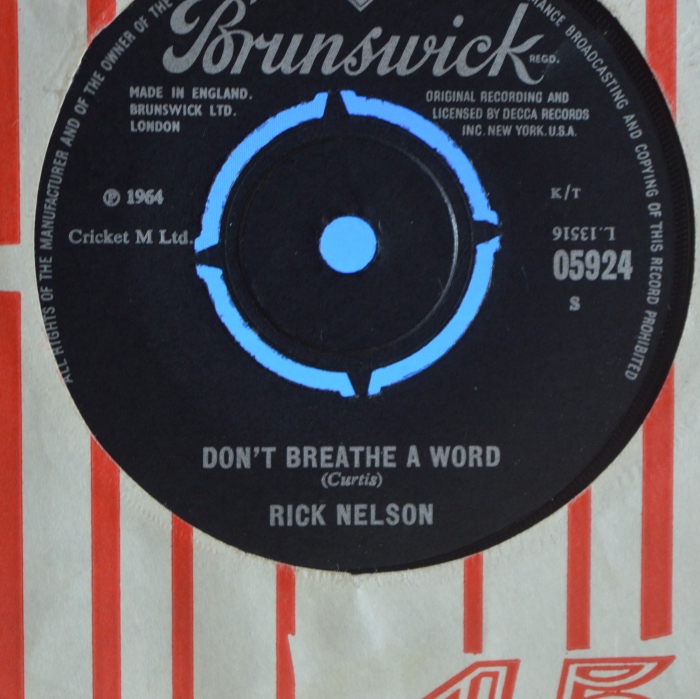 Brunswick
REGD.
MADE IN ENGLAND.
BRUNSWICK LTD.
LONDON
ORIGINAL RECORDING AND
LICENSED BY DECCA RECORDS
INC. NEW YORK. U.S.A.
℗ 1964
K/T
Cricket M Ltd.
L.13516
05924
S
DON'T BREATHE A WORD
(Curtis)
RICK NELSON
ALL RIGHTS OF THE MANUFACTURER AND OF THE OWNER OF THE
BROADCASTING AND COPYING OF THIS RECORD PROHIBITED
45